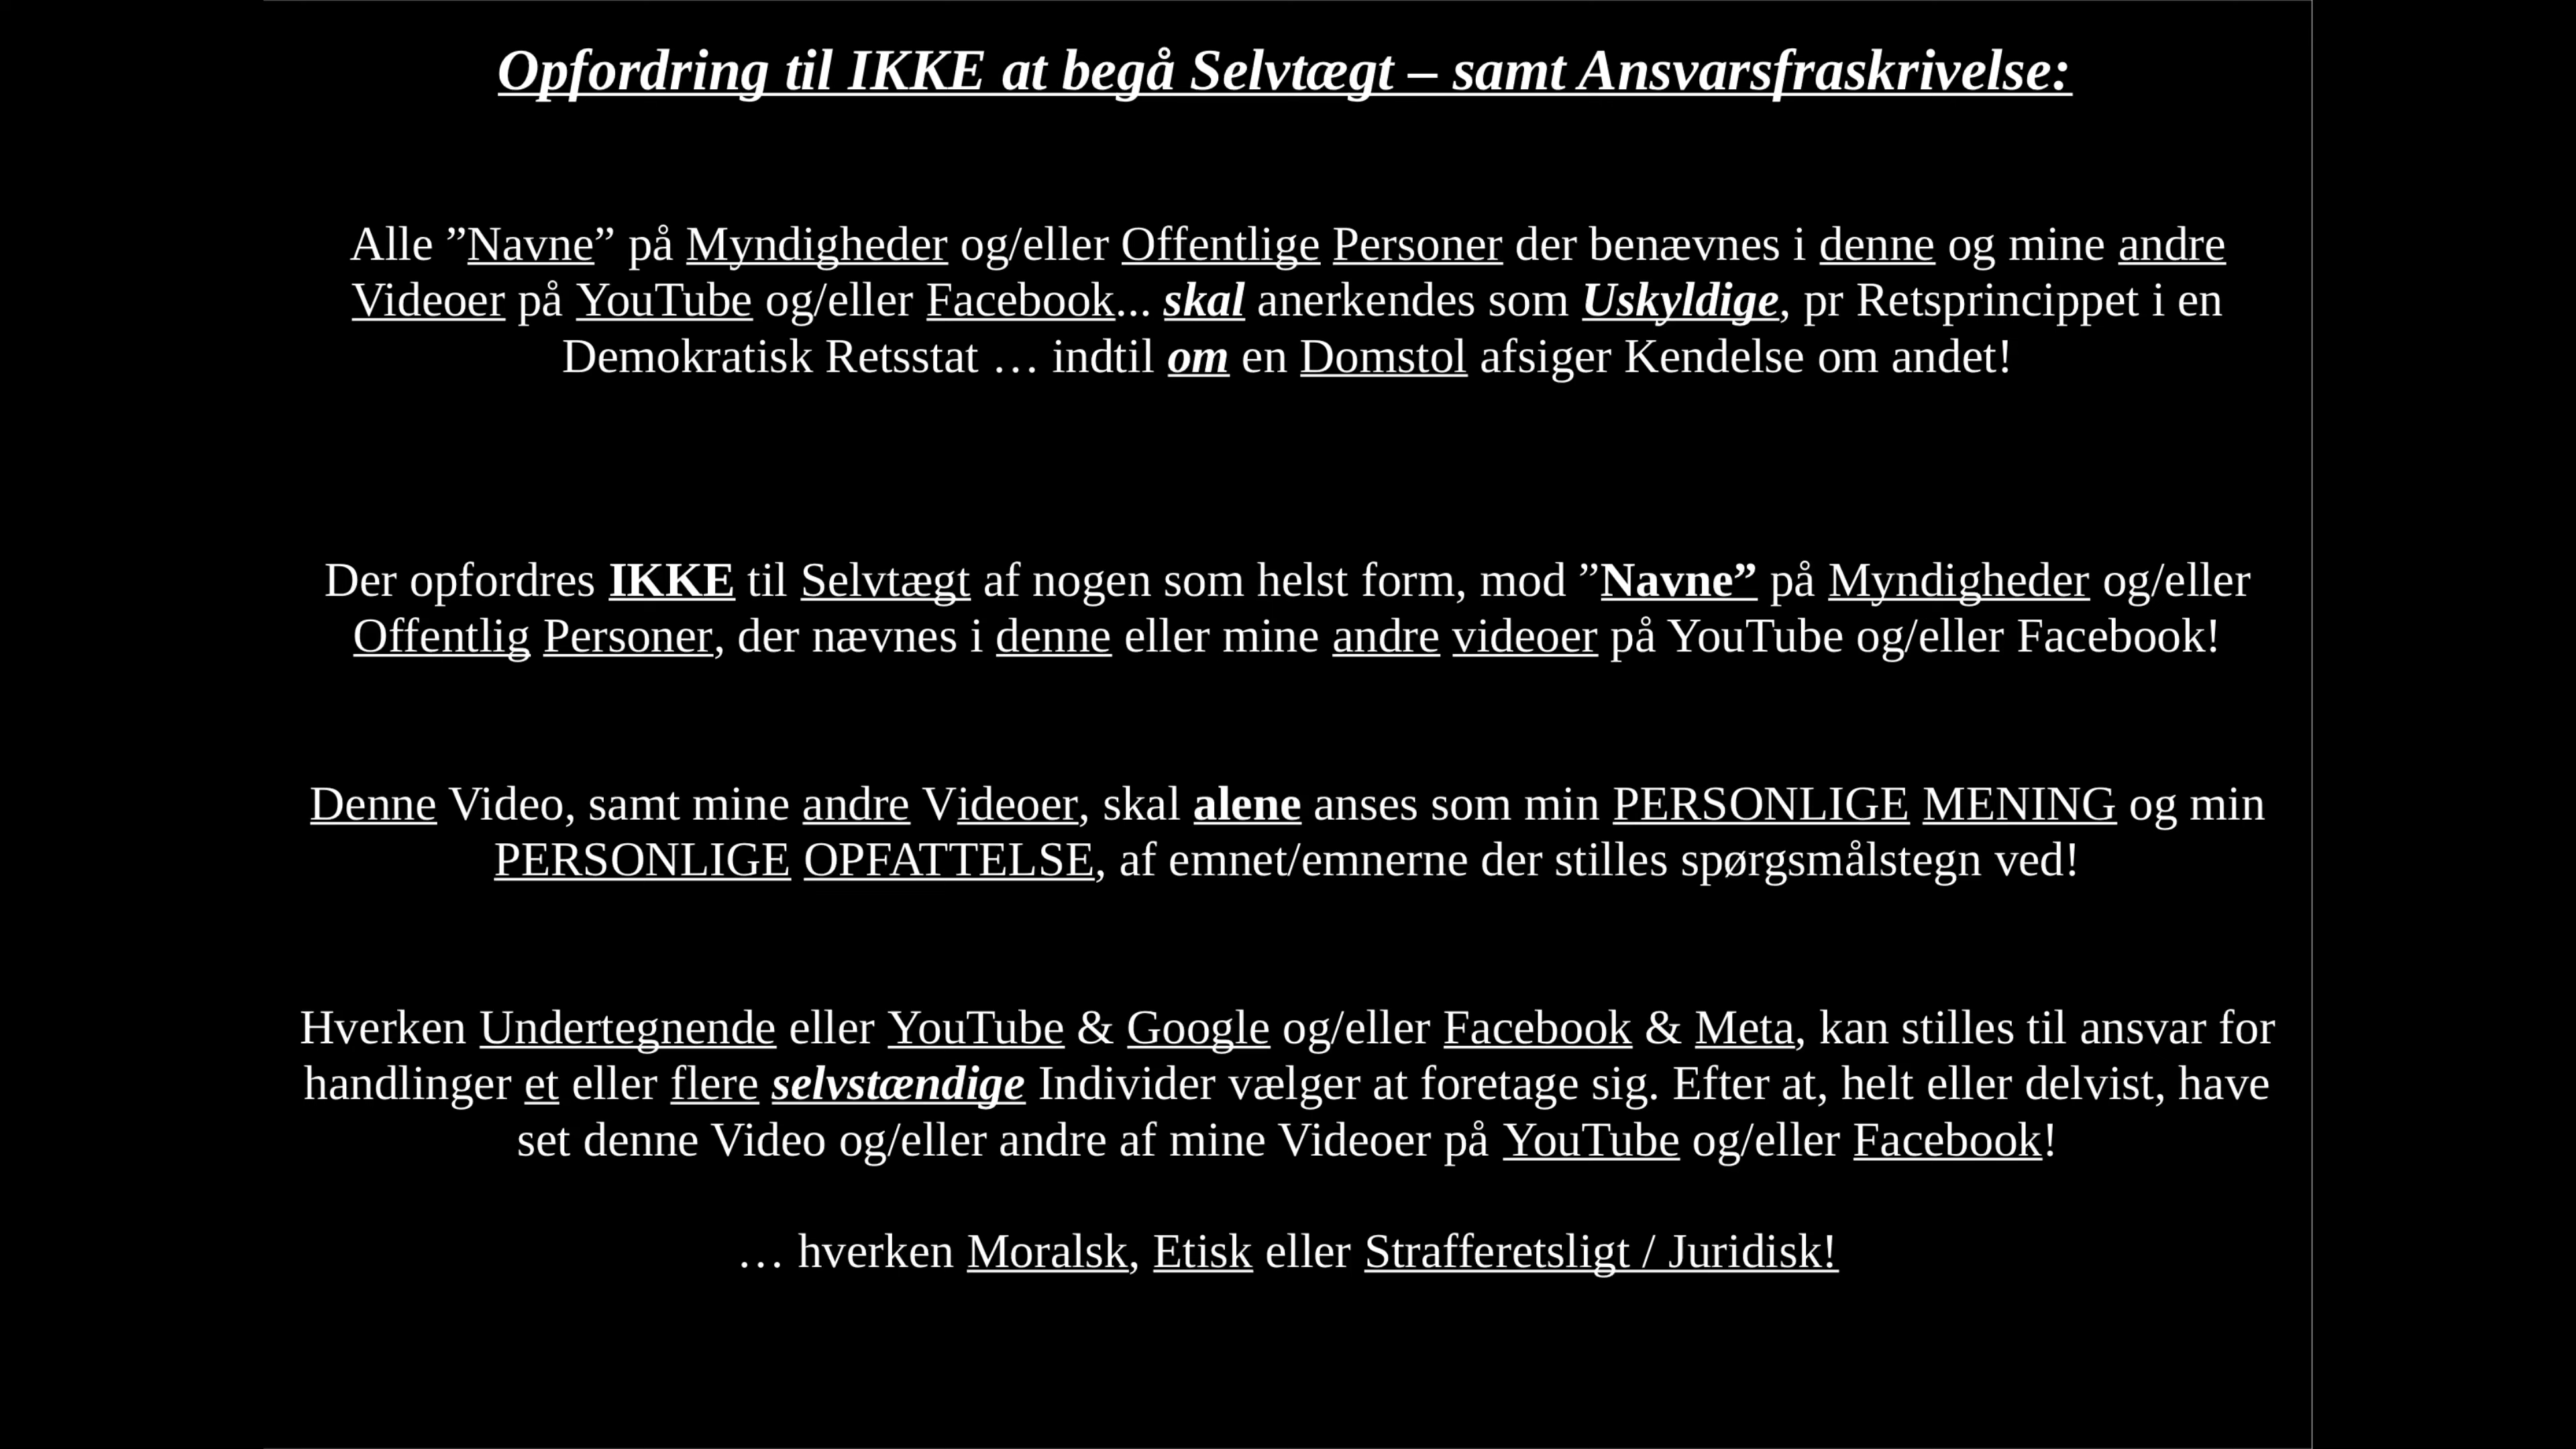 Opfordring til IKKE at begå Selvtægt – samt Ansvarsfraskrivelse:
Alle ”Navne” på Myndigheder og/eller Offentlige Personer der benævnes i denne og mine andre
Videoer på YouTube og/eller Facebook... skal anerkendes som Uskyldige, pr Retsprincippet i en
Demokratisk Retsstat … indtil om en Domstol afsiger Kendelse om andet!
Der opfordres IKKE til Selvtægt af nogen som helst form, mod ”Navne” på Myndigheder og/eller
Offentlig Personer, der nævnes i denne eller mine andre videoer på YouTube og/eller Facebook!
Denne Video, samt mine andre Videoer, skal alene anses som min PERSONLIGE MENING og min
PERSONLIGE OPFATTELSE, af emnet/emnerne der stilles spørgsmålstegn ved!
Hverken Undertegnende eller YouTube & Google og/eller Facebook & Meta, kan stilles til ansvar for
handlinger et eller flere selvstændige Individer vælger at foretage sig. Efter at, helt eller delvist, have
set denne Video og/eller andre af mine Videoer på YouTube og/eller Facebook!
… hverken Moralsk, Etisk eller Strafferetsligt / Juridisk!